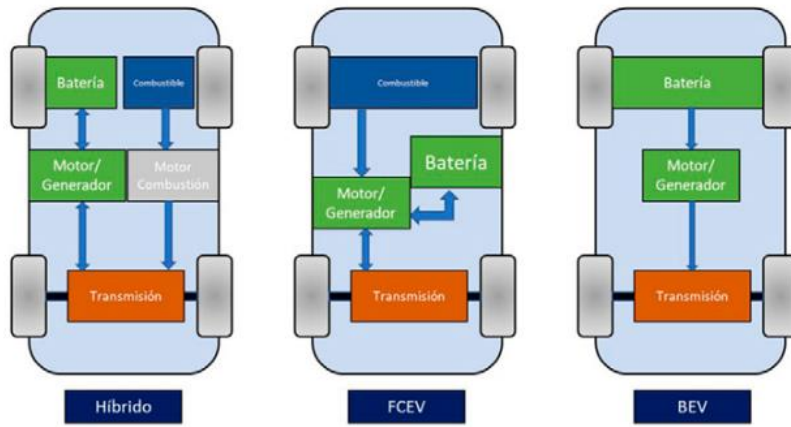 Batería
Combustible
Motor/
Generador
Motor
Combustión
Transmisión
Híbrido
Combustible
Batería
Motor/
Generador
Transmisión
FCEV
Batería
Motor/
Generador
Transmisión
BEV